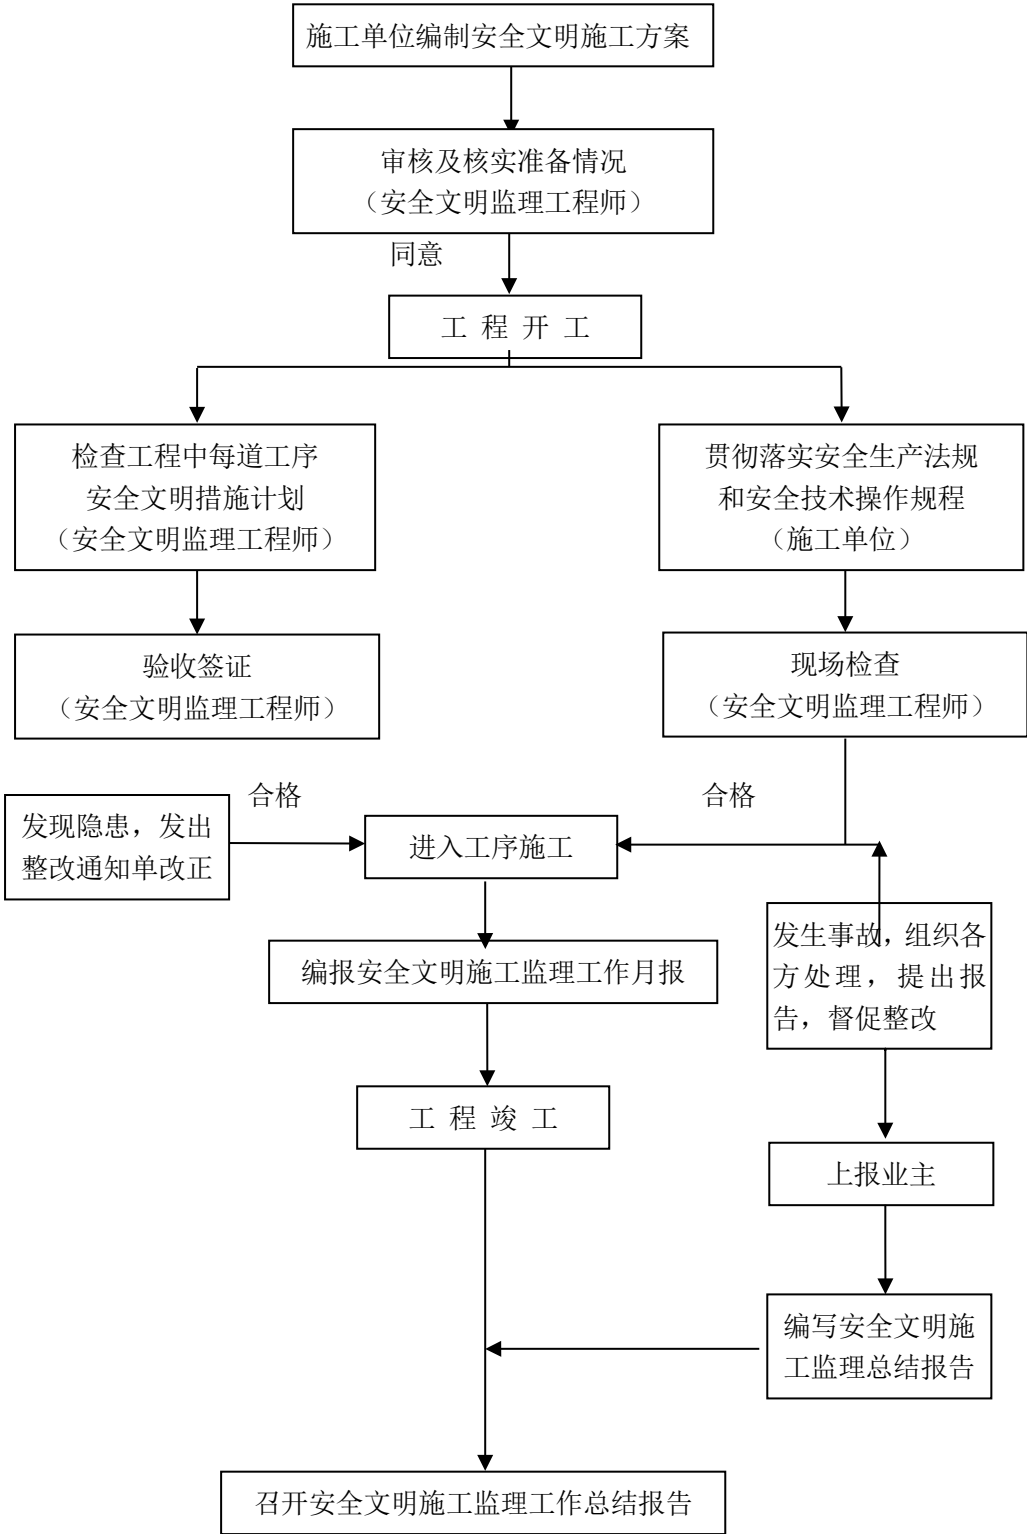 施工单位编制安全文明施工方案
审核及核实准备情况
（安全文明监理工程师）
同意
工 程 开 工
检查工程中每道工序
安全文明措施计划
（安全文明监理工程师）
贯彻落实安全生产法规
和安全技术操作规程
（施工单位）
验收签证
（安全文明监理工程师）
现场检查
（安全文明监理工程师）
合格
合格
发现隐患，发出
整改通知单改正
进入工序施工
发生事故，组织各
方处理，提出报
告，督促整改
编报安全文明施工监理工作月报
工 程 竣 工
上报业主
编写安全文明施
工监理总结报告
召开安全文明施工监理工作总结报告